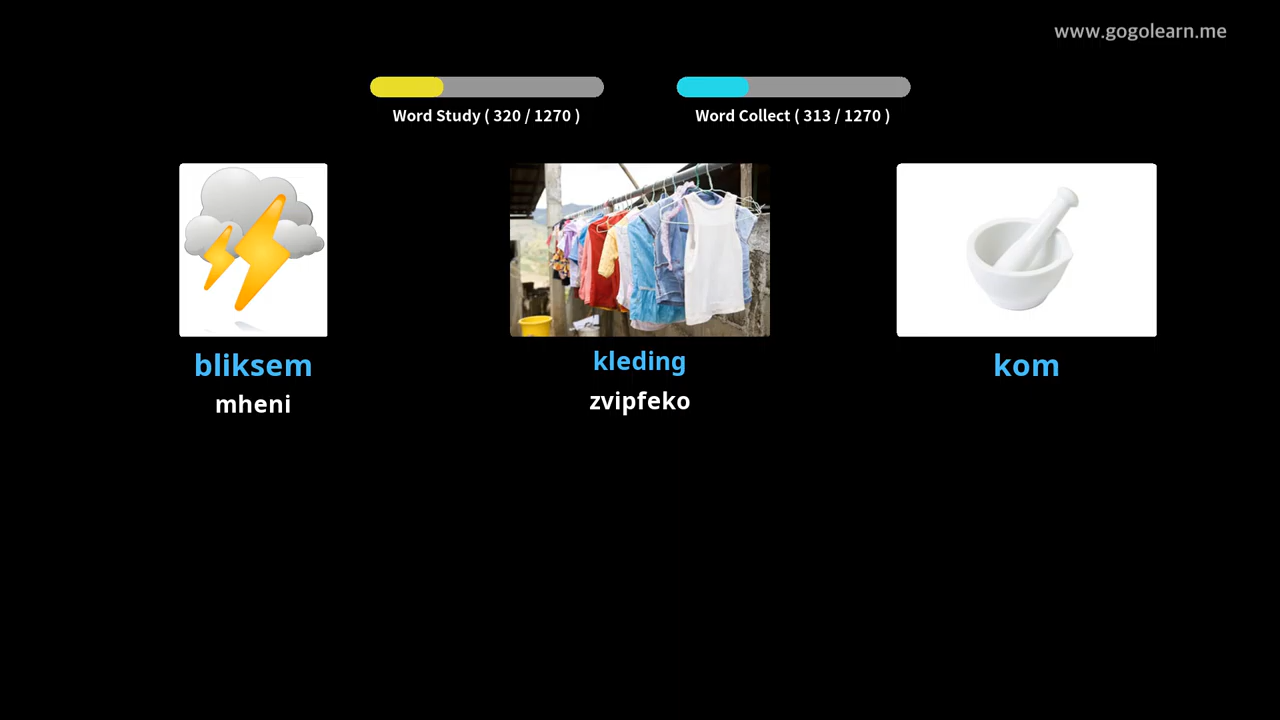 www.gogolearn.me
Word Study ( 320 / 1270 )
Word Collect ( 313 / 1270 )
bliksem
mheni
kleding
zvipfeko
kom